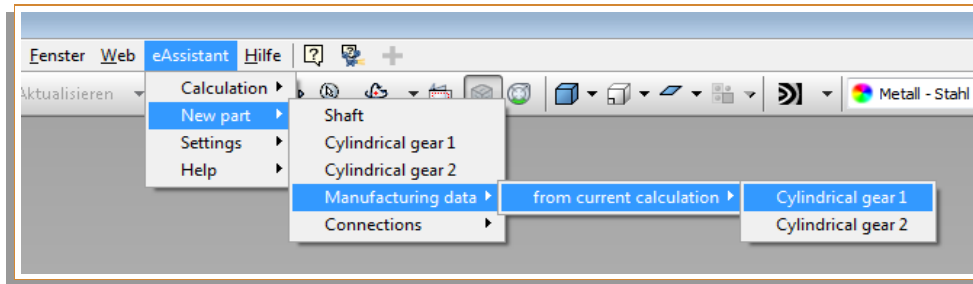 Fenster Web eAssistant Hilfe
Aktualisieren Calculation Metall - Stahl
New part Shaft
Settings Cylindrical gear 1
Help Cylindrical gear 2
Manufacturing data from current calculation Cylindrical gear 1
Connections Cylindrical gear 2